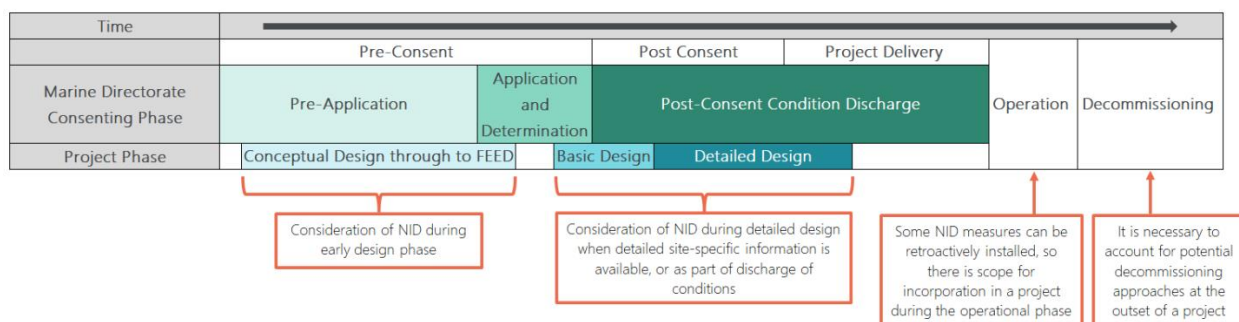 Time
Pre-Consent
Post Consent
Project Delivery
Marine Directorate
Consenting Phase
Pre-Application
Application
and
Determination
Post-Consent Condition Discharge
Operation
Decommissioning
Project Phase
Conceptual Design through to FEED
Basic Design
Detailed Design
Consideration of NID during
early design phase
Consideration of NID during detailed design
when detailed site-specific information is
available, or as part of discharge of
conditions
Some NID measures can be
retroactively installed, so
there is scope for
incorporation in a project
during the operational phase
It is necessary to
account for potential
decommissioning
approaches at the
outset of a project